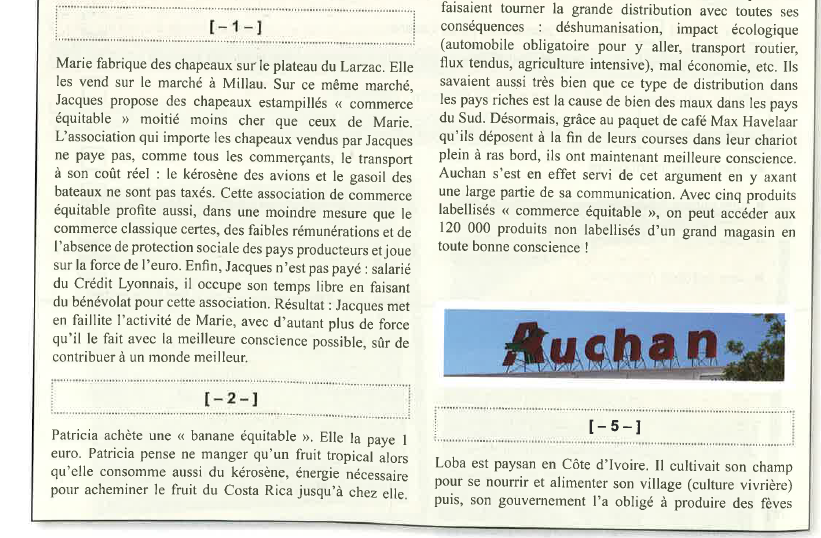 [-1-]
Marie fabrique des chapeaux sur le plateau du Larzac. Elle
les vend sur le marché à Millau. Sur ce même marché,
Jacques propose des chapeaux estampillés « commerce
équitable » moitié moins cher que ceux de Marie.
L'association qui importe les chapeaux vendus par Jacques
ne paye pas, comme tous les commerçants, le transport
à son coût réel : le kérosène des avions et le gasoil des
bateaux ne sont pas taxés. Cette association de commerce
équitable profite aussi, dans une moindre mesure que le
commerce classique certes, des faibles rémunérations et de
l'absence de protection sociale des pays producteurs et joue
sur la force de l'euro. Enfin, Jacques n'est pas payé : salarié
du Crédit Lyonnais, il occupe son temps libre en faisant
du bénévolat pour cette association. Résultat : Jacques met
en faillite l'activité de Marie, avec d'autant plus de force
qu'il le fait avec la meilleure conscience possible, sûr de
contribuer à un monde meilleur.
[-2-]
Patricia achète une « banane équitable ». Elle la paye 1
euro. Patricia pense ne manger qu'un fruit tropical alors
qu'elle consomme aussi du kérosène, énergie nécessaire
pour acheminer le fruit du Costa Rica jusqu'à chez elle.
faisaient tourner la grande distribution avec toutes ses
conséquences : déshumanisation, impact écologique
(automobile obligatoire pour y aller, transport routier,
flux tendus, agriculture intensive), mal économie, etc. Ils
savaient aussi très bien que ce type de distribution dans
les pays riches est la cause de bien des maux dans les pays
du Sud. Désormais, grâce au paquet de café Max Havelaar
qu'ils déposent à la fin de leurs courses dans leur chariot
plein à ras bord, ils ont maintenant meilleure conscience.
Auchan s'est en effet servi de cet argument en y axant
une large partie de sa communication. Avec cinq produits
labellisés « commerce équitable », on peut accéder aux
120 000 produits non labellisés d'un grand magasin en
toute bonne conscience !
Auchan
[-5-]
Loba est paysan en Côte d'Ivoire. Il cultivait son champ
pour se nourrir et alimenter son village (culture vivrière)
puis, son gouvernement l'a obligé à produire des fèves